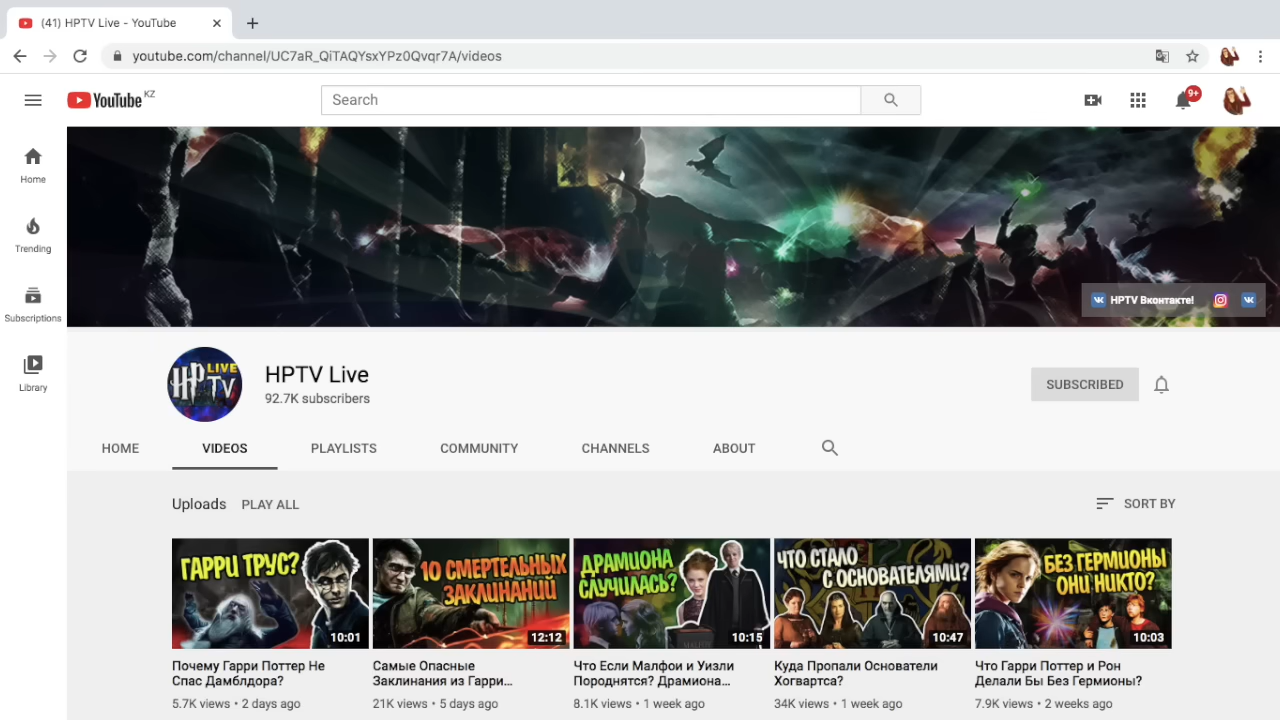 (41) HPTV Live - YouTube
youtube.com/channel/UC7aR_QiTAQYsxYPz0Qvqr7A/videos
YouTube KZ
Search
9+
Home
Trending
Subscriptions
Library
HPTV Вконтакте!
HPTV LIVE
HPTV Live
92.7K subscribers
SUBSCRIBED
HOME VIDEOS PLAYLISTS COMMUNITY CHANNELS ABOUT
Uploads PLAY ALL SORT BY
ГАРРИ ТРУС?
10:01
10 СМЕРТЕЛЬНЫХ
ЗАКЛИНАНИЙ
12:12
ДРАМИОНА
СЛУЧИЛАСЬ?
10:15
ЧТО СТАЛО
С ОСНОВАТЕЛЯМИ?
10:47
БЕЗ ГЕРМИОНЫ
ОНИ НИКТО?
10:03
Почему Гарри Поттер Не
Спас Дамблдора?
5.7K views • 2 days ago
Самые Опасные
Заклинания из Гарри...
21K views • 5 days ago
Что Если Малфои и Уизли
Породнятся? Драмиона...
8.1K views • 1 week ago
Куда Пропали Основатели
Хогвартса?
34K views • 1 week ago
Что Гарри Поттер и Рон
Делали Бы Без Гермионы?
7.9K views • 2 weeks ago